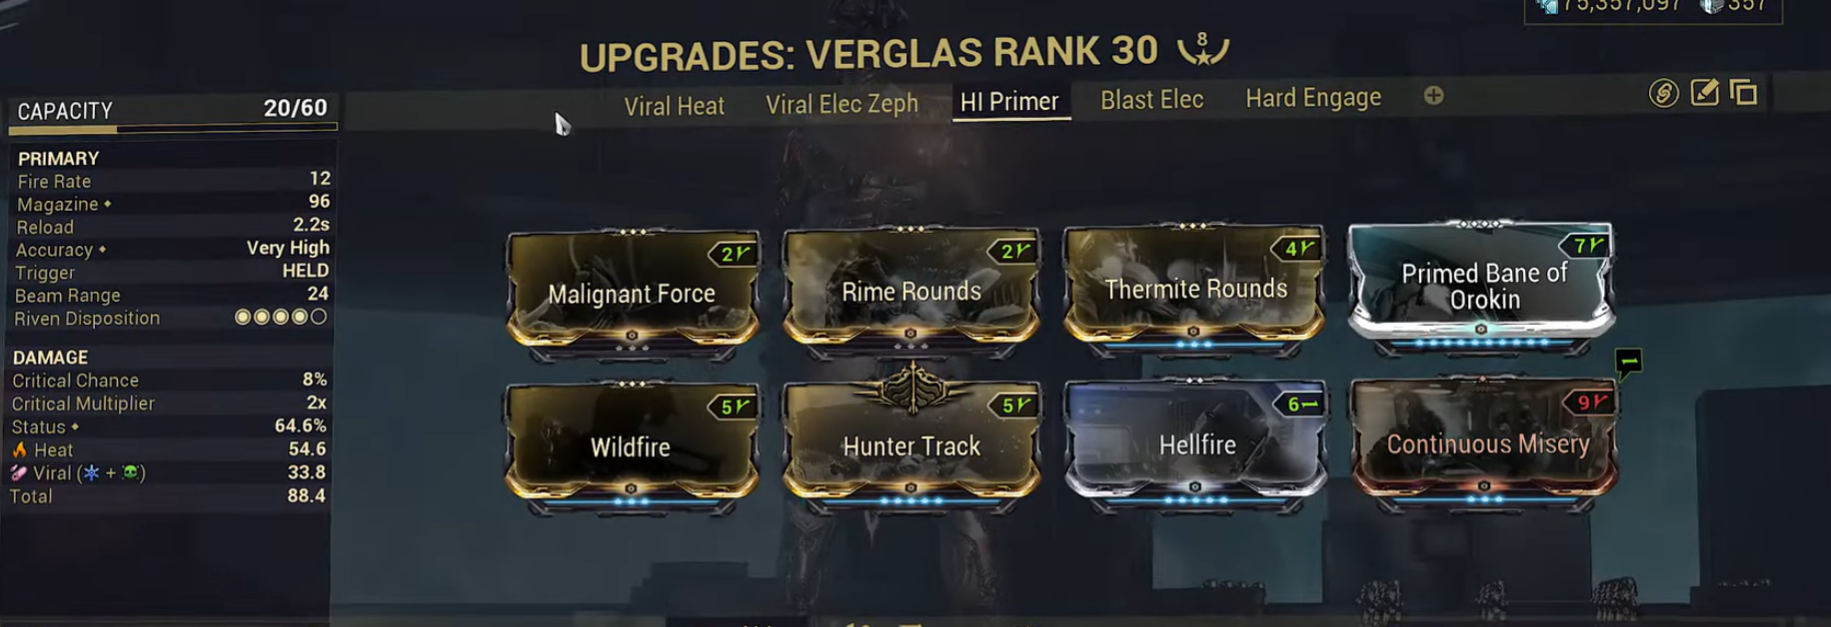 75,357,097 357
UPGRADES: VERGLAS RANK 30 8
CAPACITY 20/60
Viral Heat Viral Elec Zeph HI Primer Blast Elec Hard Engage
PRIMARY
Fire Rate 12
Magazine 96
Reload 2.2s
Accuracy Very High
Trigger HELD
Beam Range 24
Riven Disposition
DAMAGE
Critical Chance 8%
Critical Multiplier 2x
Status 64.6%
Heat 54.6
Viral ( + ) 33.8
Total 88.4
2 2 4 7
Malignant Force Rime Rounds Thermite Rounds Primed Bane of
Orokin
5 5 6 9
Wildfire Hunter Track Hellfire Continuous Misery